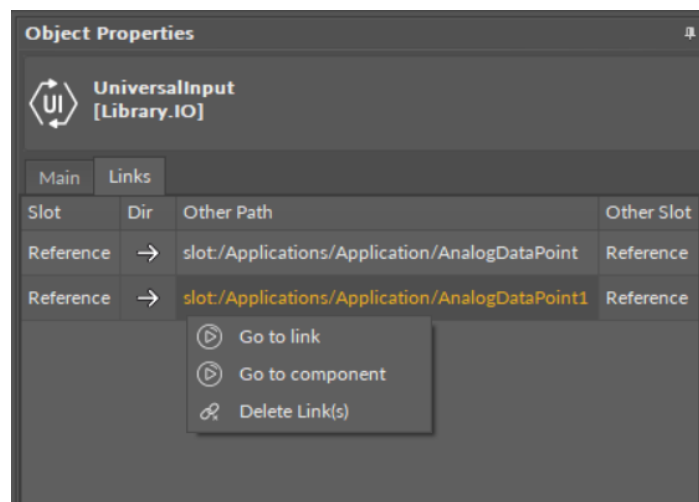 Object Properties
UI
UniversalInput
[Library.IO]
Main Links
Slot Dir Other Path Other Slot
Reference → slot:/Applications/Application/AnalogDataPoint Reference
Reference → slot:/Applications/Application/AnalogDataPoint1 Reference
Go to link
Go to component
Delete Link(s)